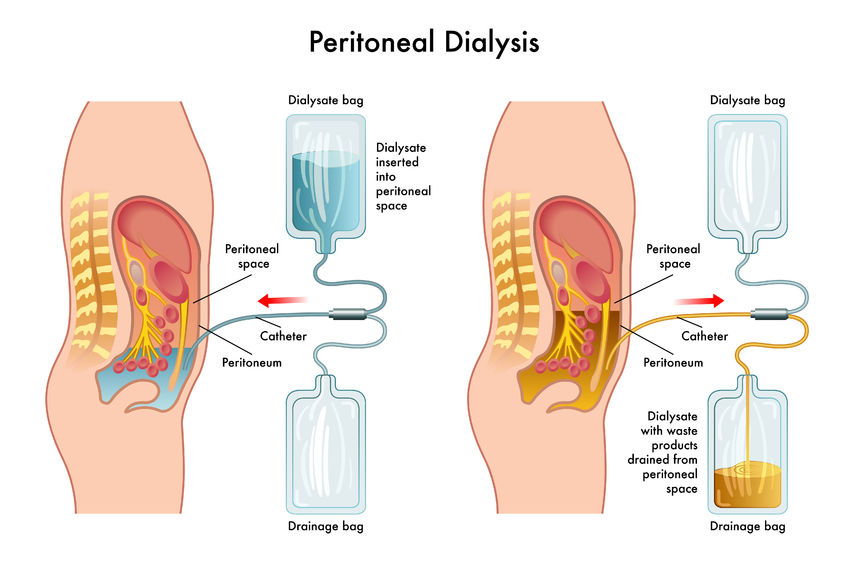 Peritoneal Dialysis
Dialysate bag
Dialysate
inserted
into
peritoneal
space
Peritoneal
space
Catheter
Peritoneum
Drainage bag
Dialysate bag
Peritoneal
space
Catheter
Peritoneum
Dialysate
with waste
products
drained from
peritoneal
space
Drainage bag